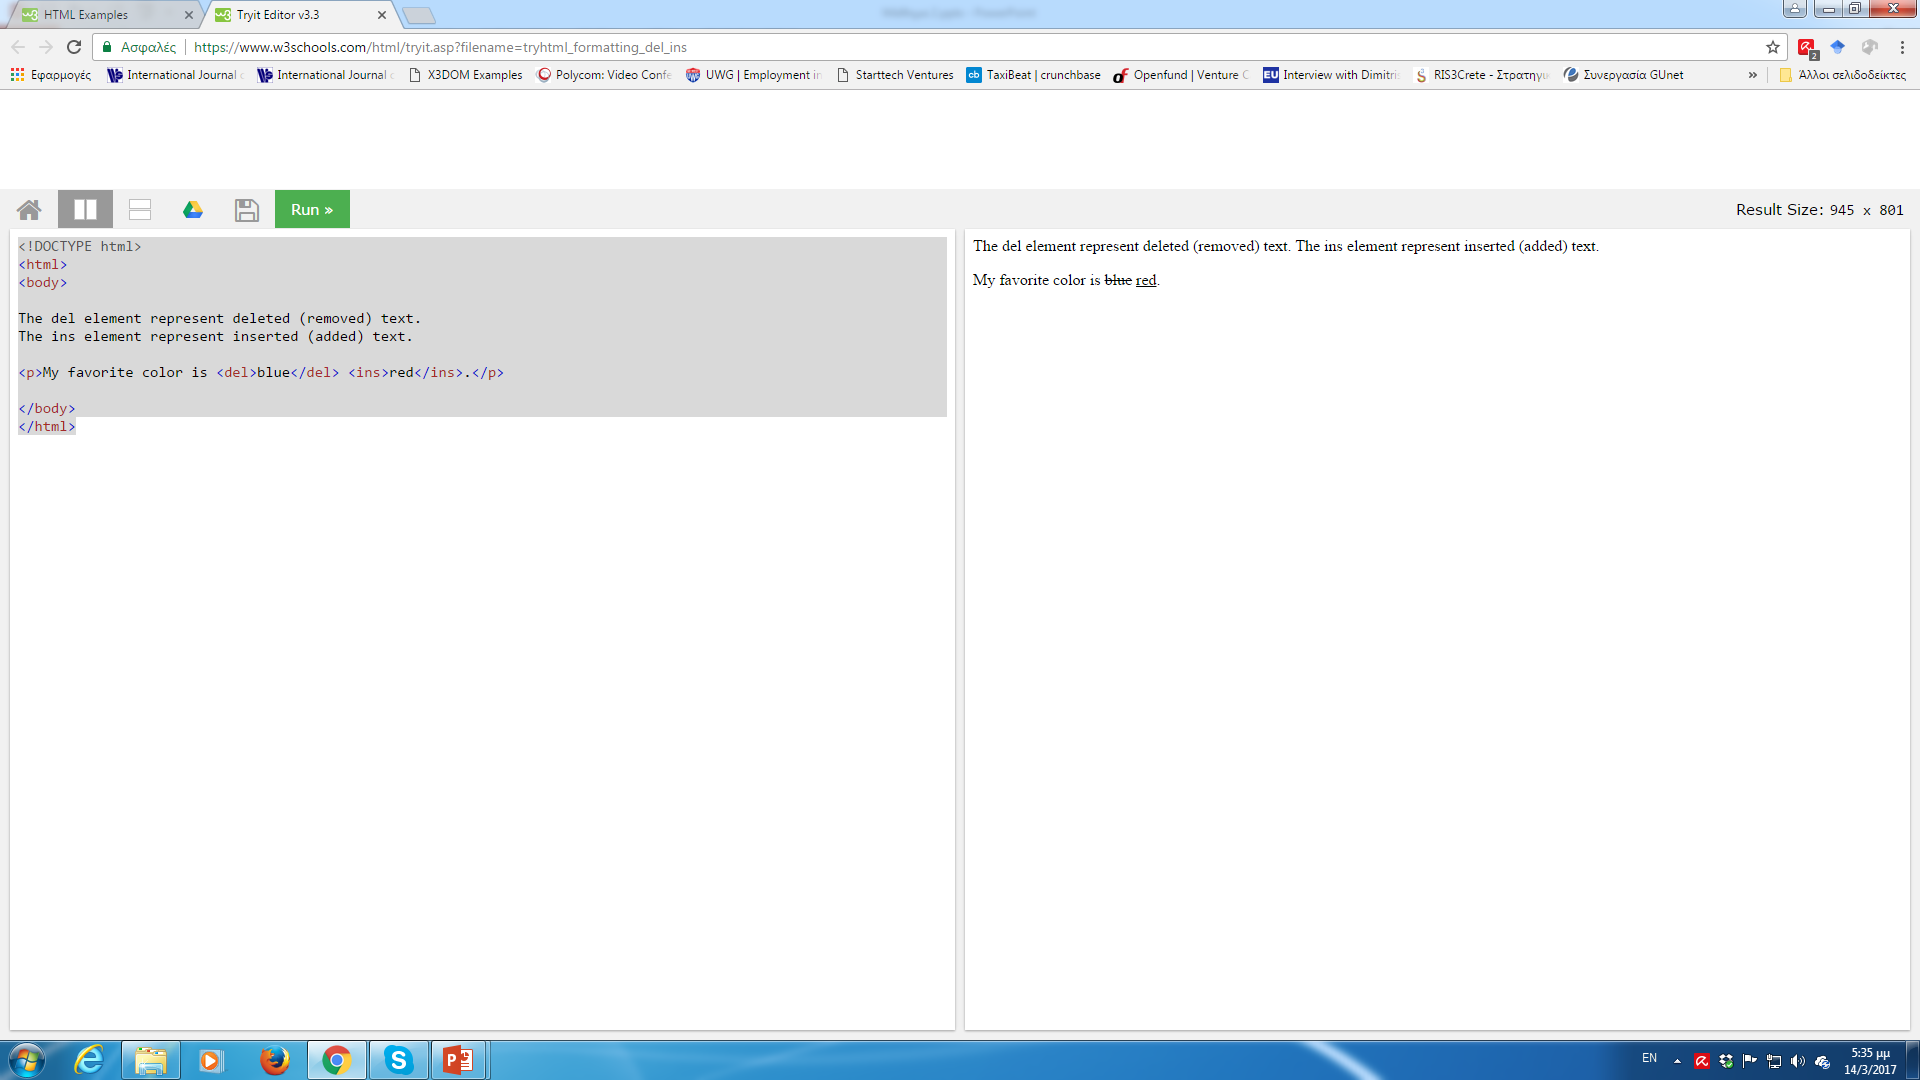 HTML Examples
Tryit Editor v3.3
Ασφαλές
https://www.w3schools.com/html/tryit.asp?filename=tryhtml_formatting_del_ins
2
Εφαρμογές
International Journal
International Journal
X3DOM Examples
Polycom: Video Confe
UWG | Employment in
Starttech Ventures
cb TaxiBeat | crunchbase
Openfund | Venture C
EU Interview with Dimitri
RIS3Crete - Στρατηγι
Συνεργασία GUnet
»
Άλλοι σελιδοδείκτες
Run »
Result Size: 945 x 801
<!DOCTYPE html>
<html>
<body>
The del element represent deleted (removed) text.
The ins element represent inserted (added) text.
<p>My favorite color is <del>blue</del> <ins>red</ins>.</p>
</body>
</html>
The del element represent deleted (removed) text. The ins element represent inserted (added) text.
My favorite color is blue red.
EN
5:35 μμ
14/3/2017